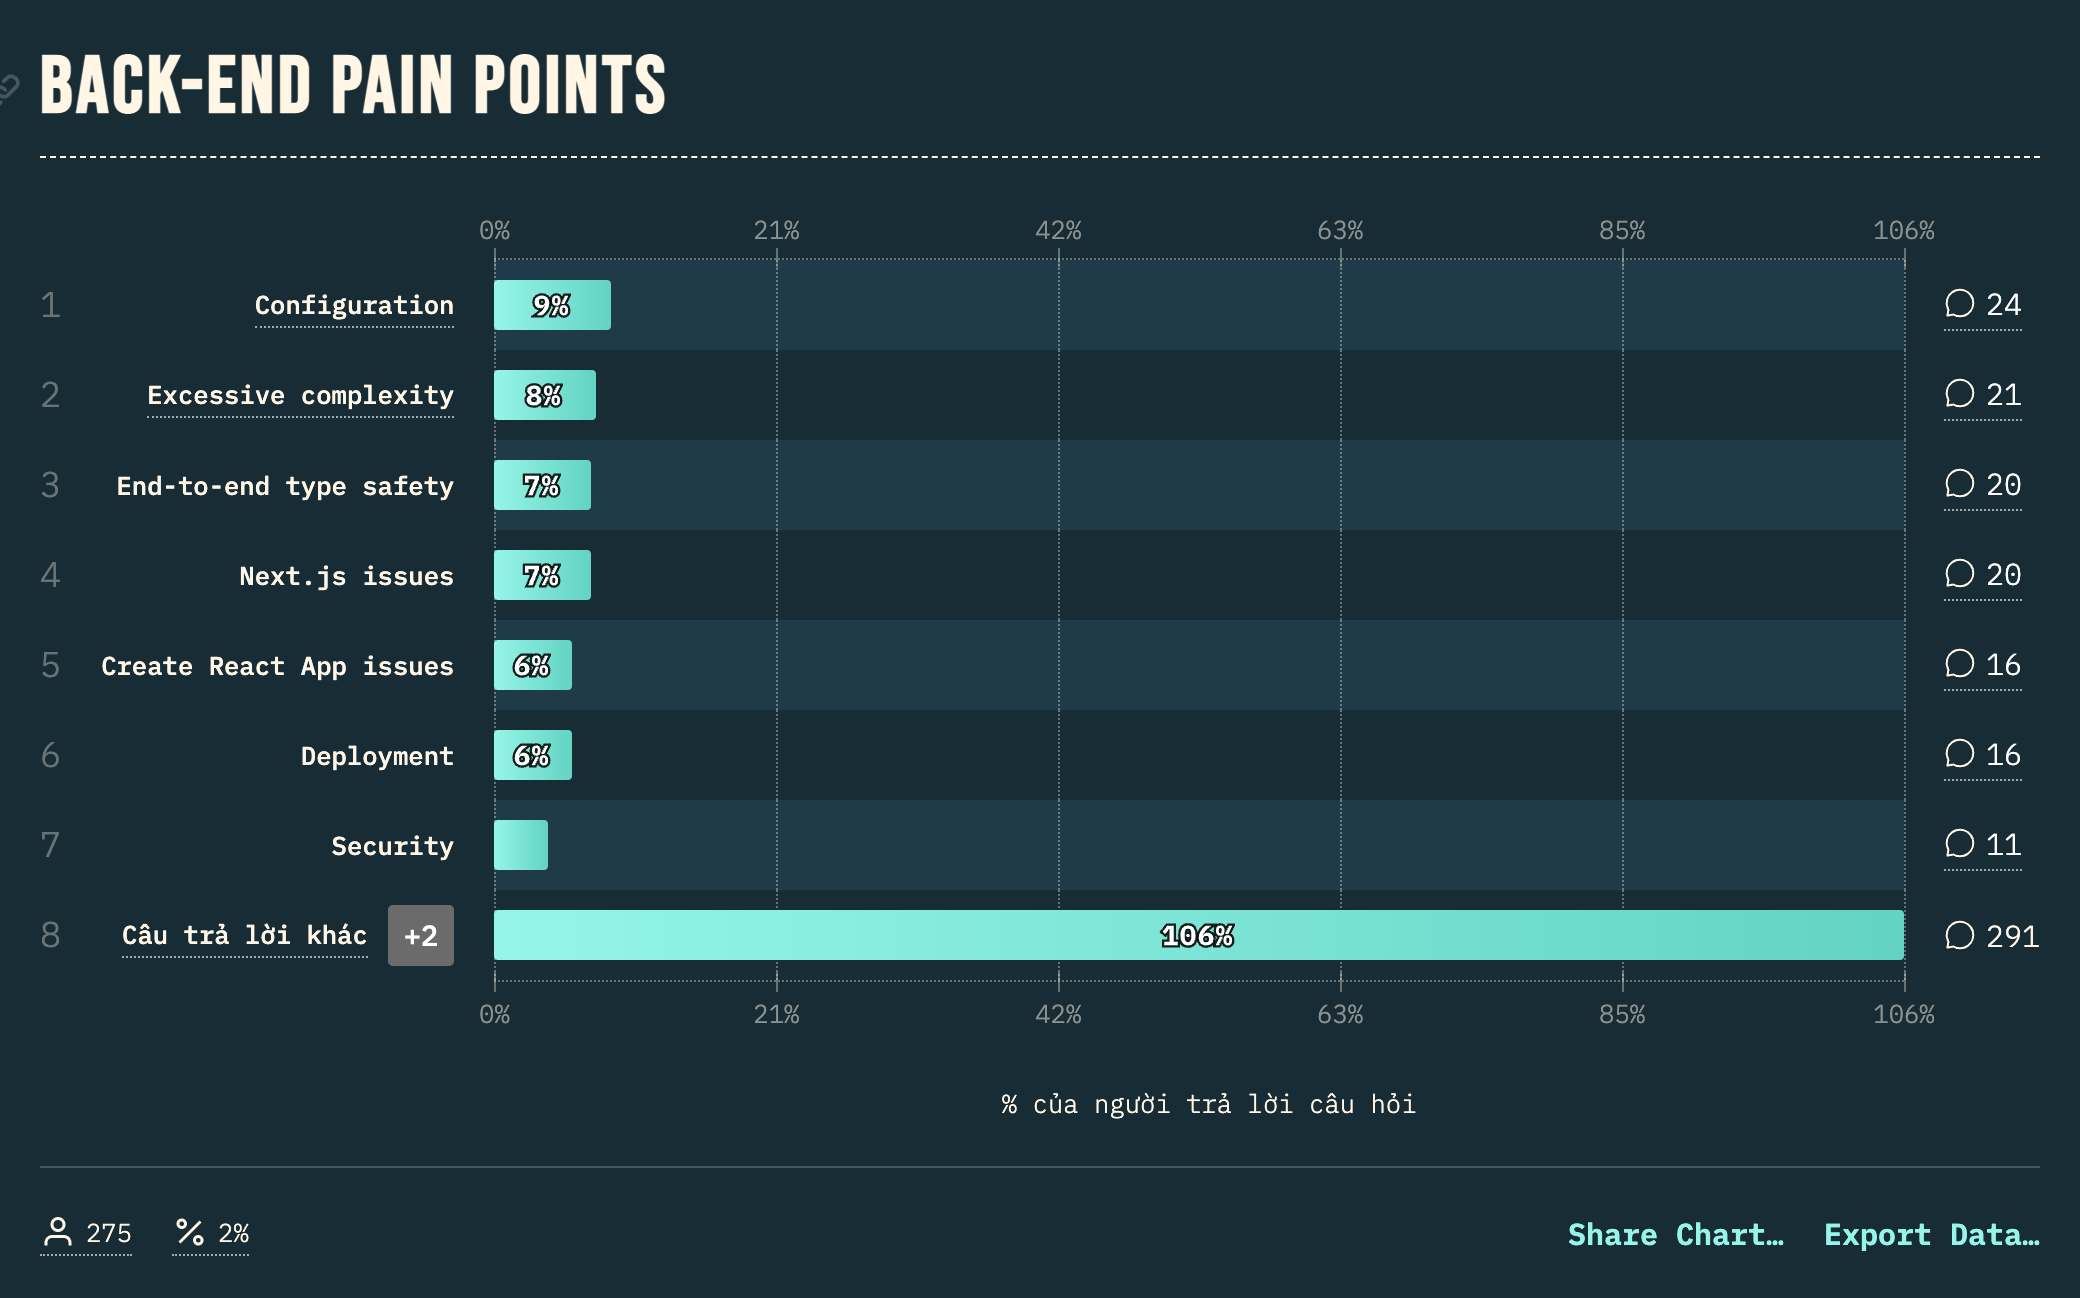 BACK-END PAIN POINTS
0% 21% 42% 63% 85% 106%
1 Configuration 9% 24
2 Excessive complexity 8% 21
3 End-to-end type safety 7% 20
4 Next.js issues 7% 20
5 Create React App issues 6% 16
6 Deployment 6% 16
7 Security 11
8 Câu trả lời khác +2 106% 291
0% 21% 42% 63% 85% 106%
% của người trả lời câu hỏi
275 % 2% Share Chart… Export Data…